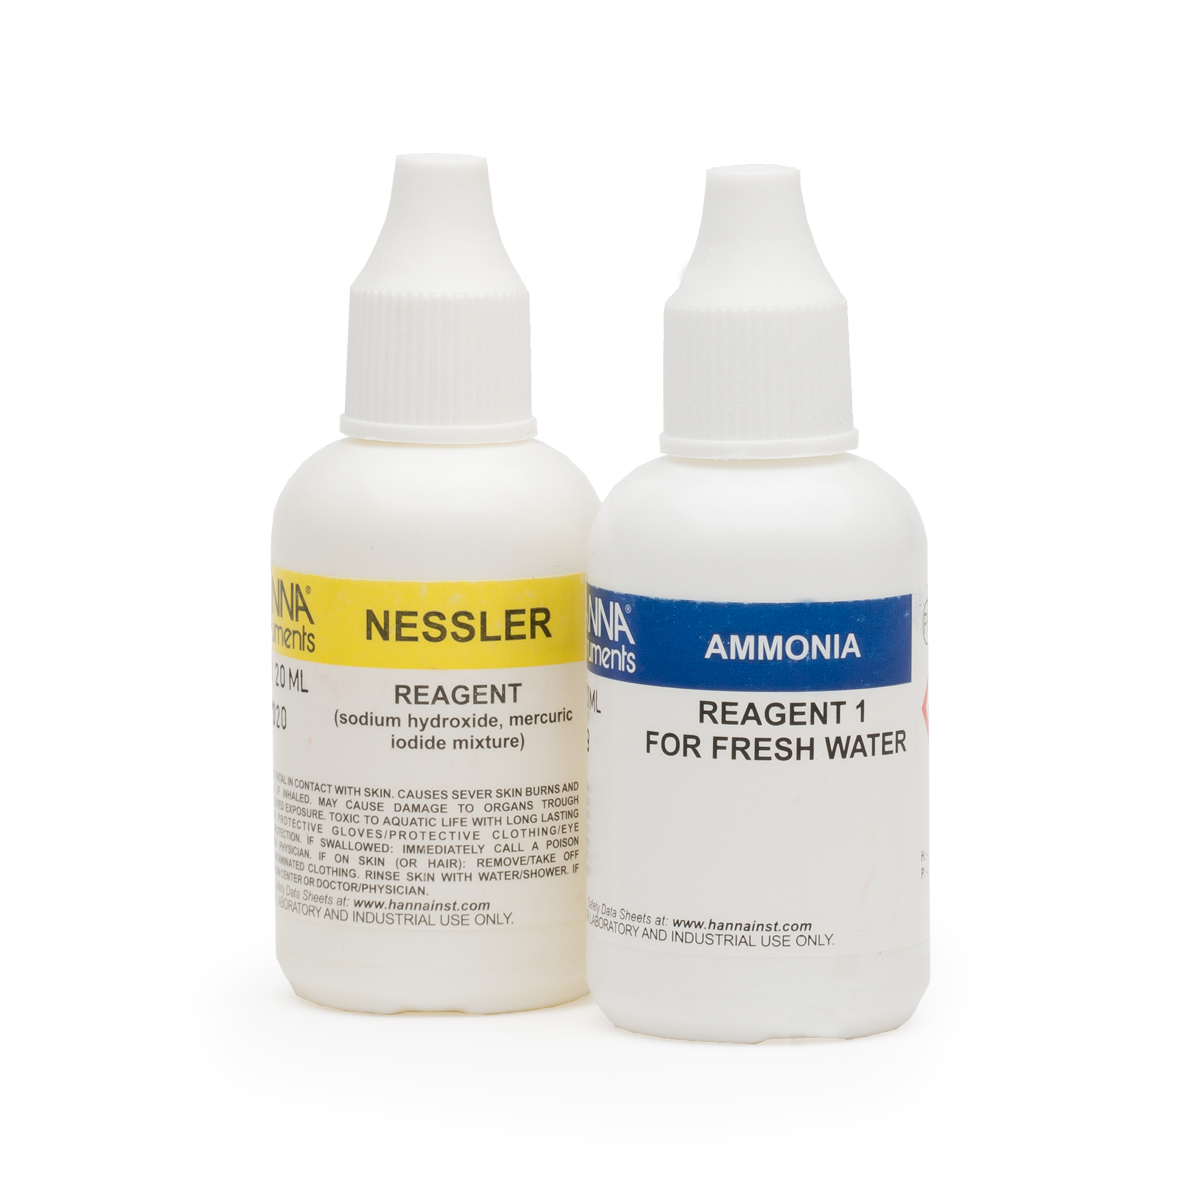 NNA®
uments
NESSLER
20 ML
020
REAGENT
(sodium hydroxide, mercuric
iodide mixture)
IN CONTACT WITH SKIN. CAUSES SEVER SKIN BURNS AND
IF INHALED. MAY CAUSE DAMAGE TO ORGANS TROUGH
EXPOSURE. TOXIC TO AQUATIC LIFE WITH LONG LASTING
PROTECTIVE GLOVES/PROTECTIVE CLOTHING/EYE
IF SWALLOWED: IMMEDIATELY CALL A POISON
PHYSICIAN. IF ON SKIN (OR HAIR): REMOVE/TAKE OFF
CLOTHING. RINSE SKIN WITH WATER/SHOWER. IF
CENTER OR DOCTOR/PHYSICIAN.
Data Sheets at: www.hannainst.com
LABORATORY AND INDUSTRIAL USE ONLY.
NNA®
uments
AMMONIA
ML
REAGENT 1
FOR FRESH WATER
Data Sheets at: www.hannainst.com
LABORATORY AND INDUSTRIAL USE ONLY.